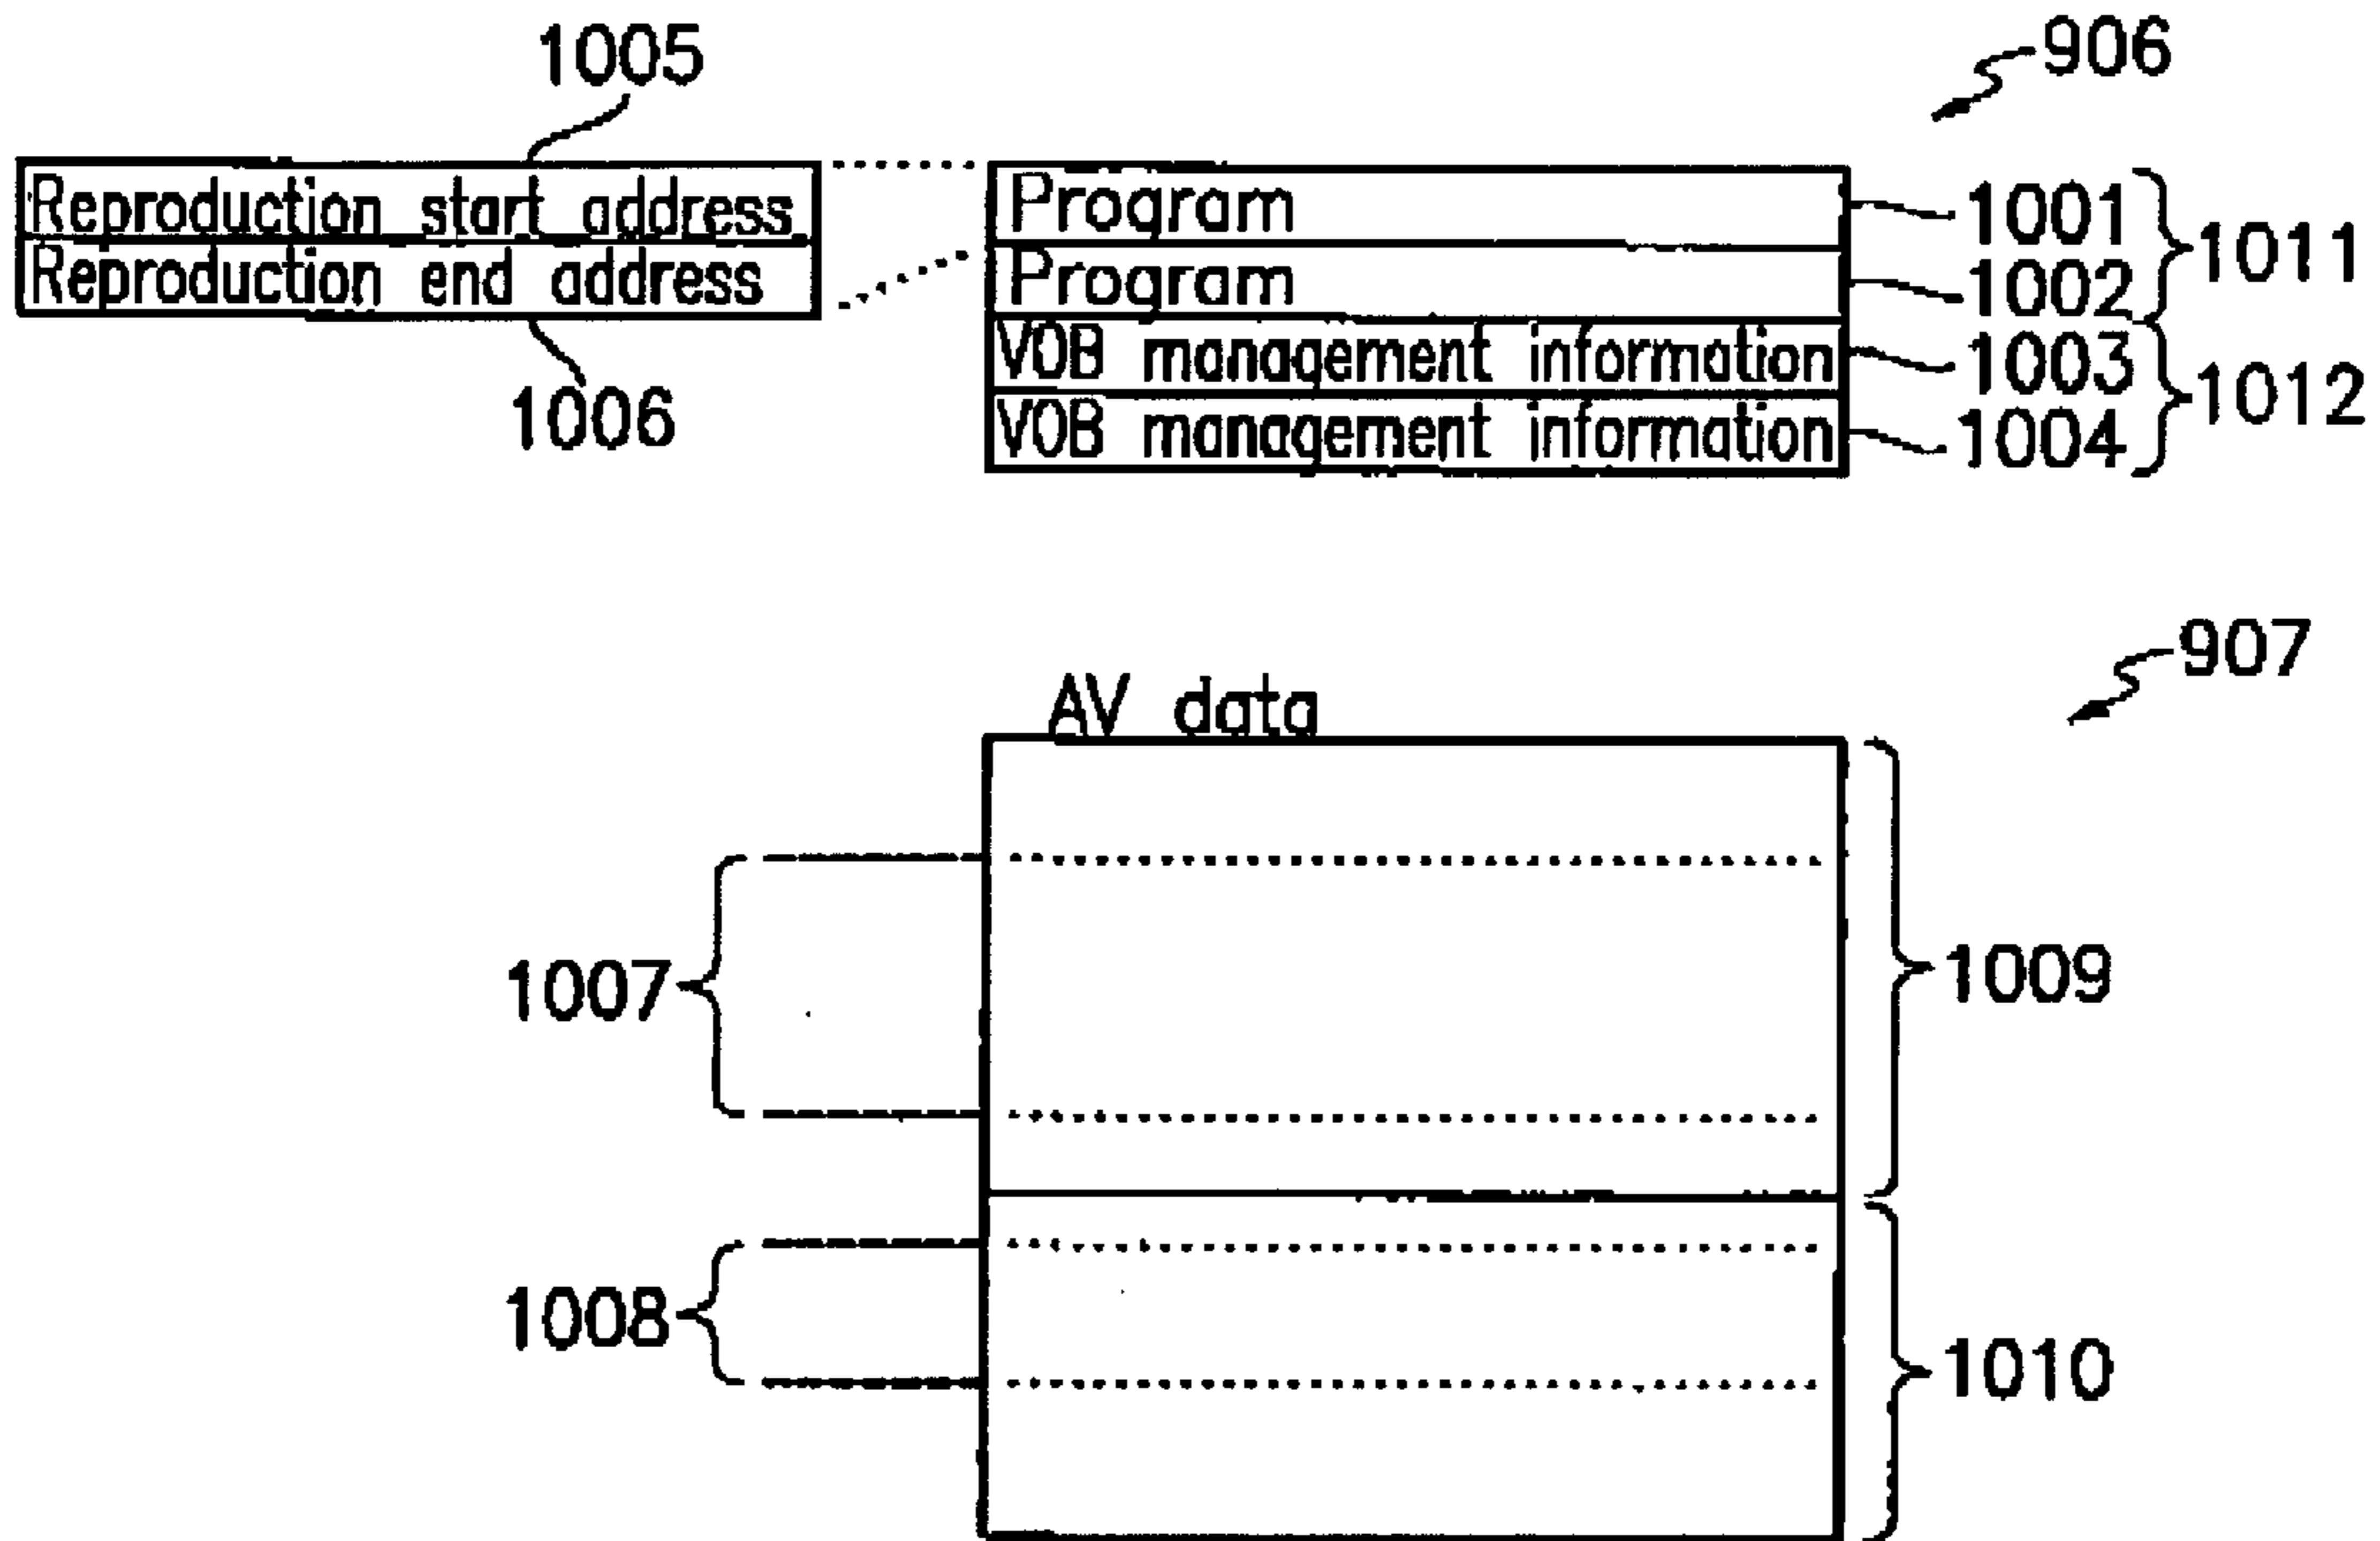 1005
906
Reproduction start address
Reproduction end address
1006
Program
Program
VOB management information
VOB management information
1001
1002
1003
1004
1011
1012
907
AV data
1007
1009
1008
1010